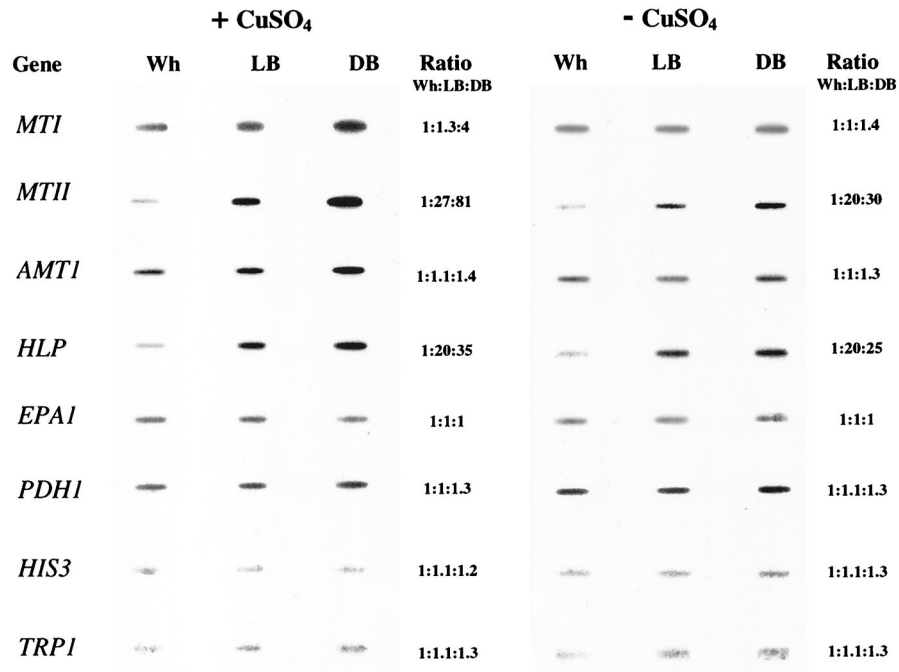 + CuSO₄ - CuSO₄
Gene Wh LB DB Ratio Wh LB DB Ratio
Wh:LB:DB Wh:LB:DB
MTI 1:1.3:4 1:1:1.4
MTII 1:27:81 1:20:30
AMT1 1:1.1:1.4 1:1:1.3
HLP 1:20:35 1:20:25
EPA1 1:1:1 1:1:1
PDH1 1:1:1.3 1:1.1:1.3
HIS3 1:1.1:1.2 1:1.1:1.3
TRP1 1:1.1:1.3 1:1.1:1.3